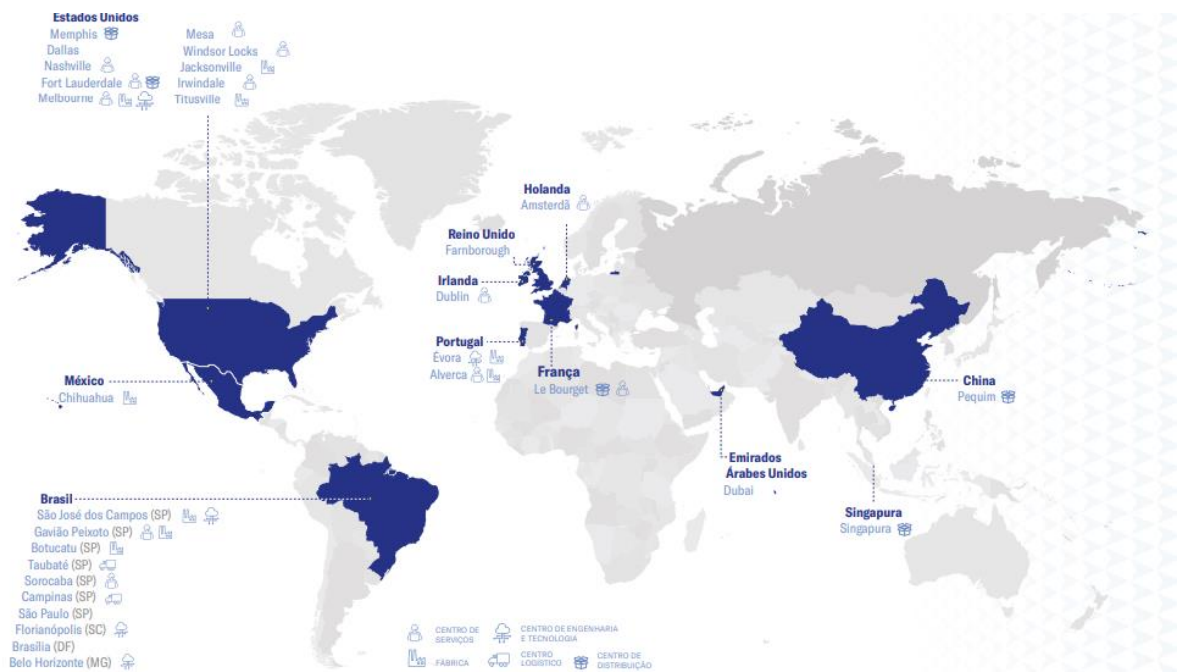 Estados Unidos
Memphis
Dallas
Nashville
Fort Lauderdale
Melbourne
Mesa
Windsor Locks
Jacksonville
Irwindale
Titusville
Holanda
Amsterdã
Reino Unido
Farnborough
Irlanda
Dublin
Portugal
Évora
Alverca
França
Le Bourget
México
Chihuahua
China
Pequim
Emirados
Árabes Unidos
Dubai
Singapura
Singapura
Brasil
São José dos Campos (SP)
Gavião Peixoto (SP)
Botucatu (SP)
Taubaté (SP)
Sorocaba (SP)
Campinas (SP)
São Paulo (SP)
Florianópolis (SC)
Brasília (DF)
Belo Horizonte (MG)
CENTRO DE
SERVIÇOS
CENTRO DE ENGENHARIA
E TECNOLOGIA
FÁBRICA
CENTRO
LOGÍSTICO
CENTRO DE
DISTRIBUIÇÃO